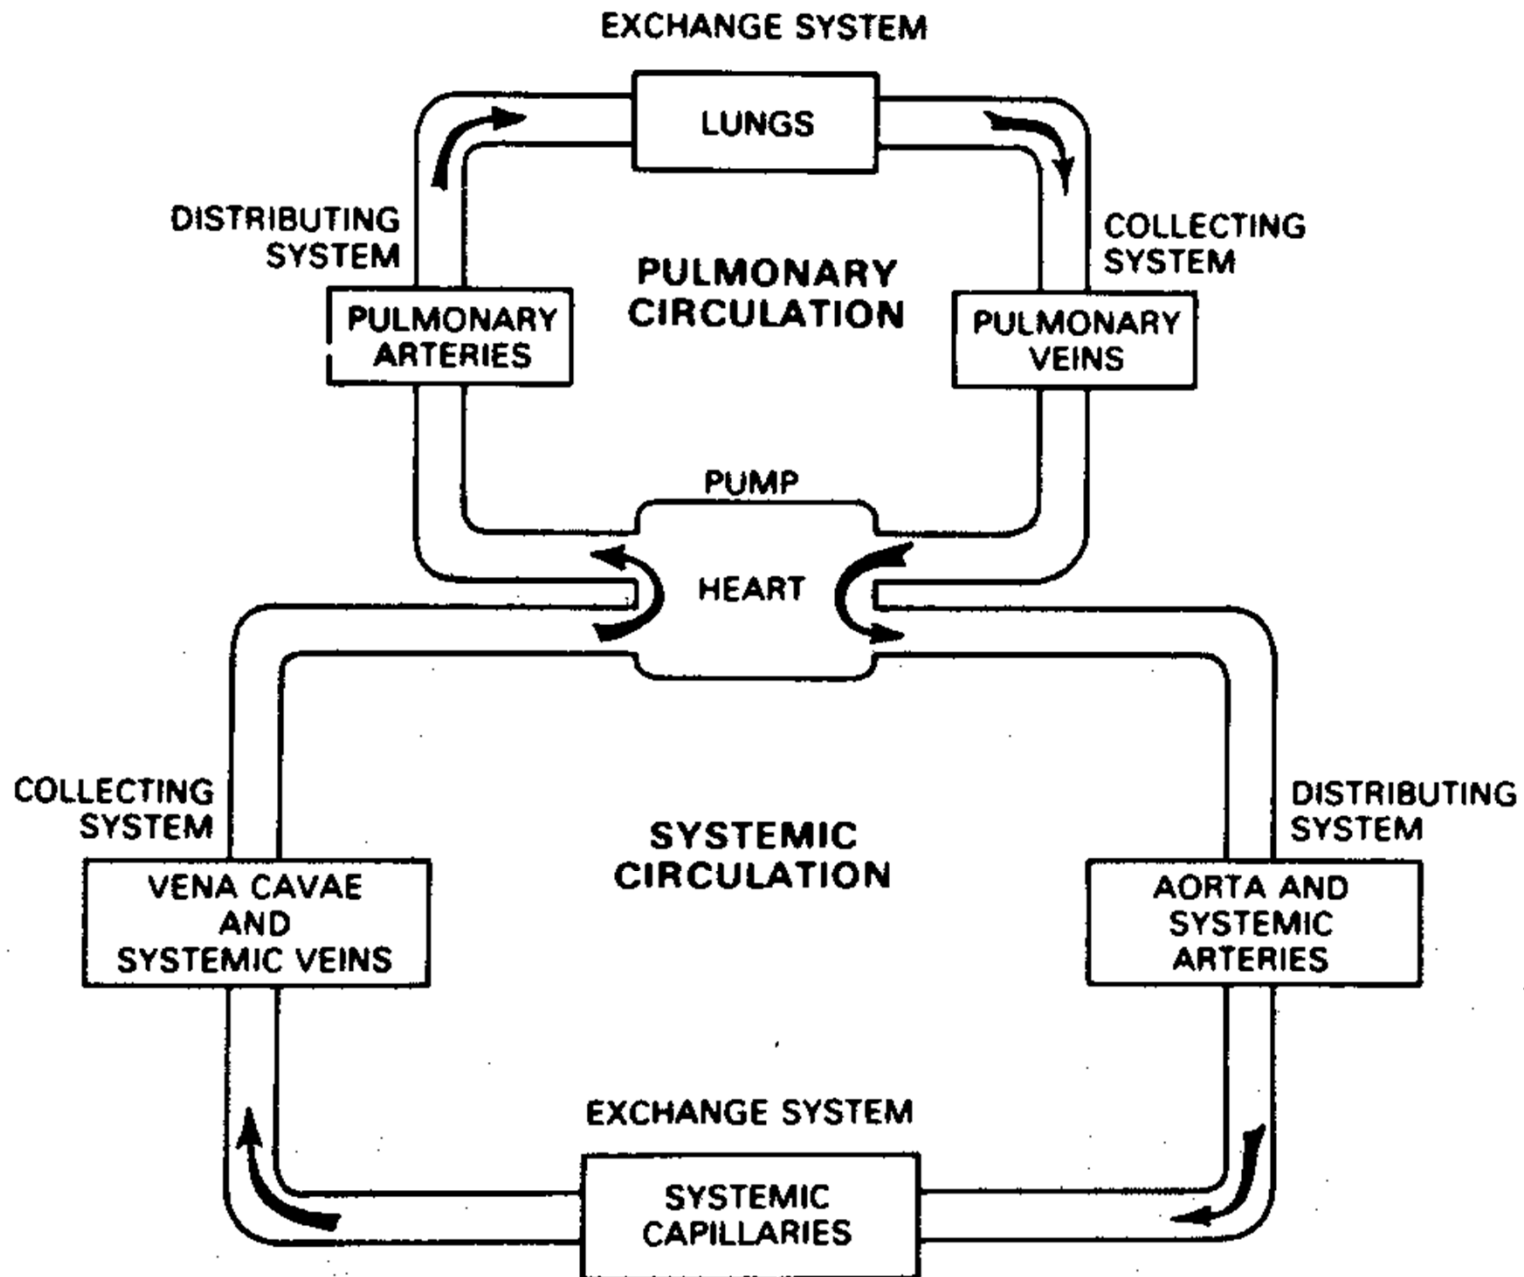 EXCHANGE SYSTEM
LUNGS
DISTRIBUTING
SYSTEM
COLLECTING
SYSTEM
PULMONARY
CIRCULATION
PULMONARY
ARTERIES
PULMONARY
VEINS
PUMP
HEART
COLLECTING
SYSTEM
DISTRIBUTING
SYSTEM
SYSTEMIC
CIRCULATION
VENA CAVAE
AND
SYSTEMIC VEINS
AORTA AND
SYSTEMIC
ARTERIES
EXCHANGE SYSTEM
SYSTEMIC
CAPILLARIES